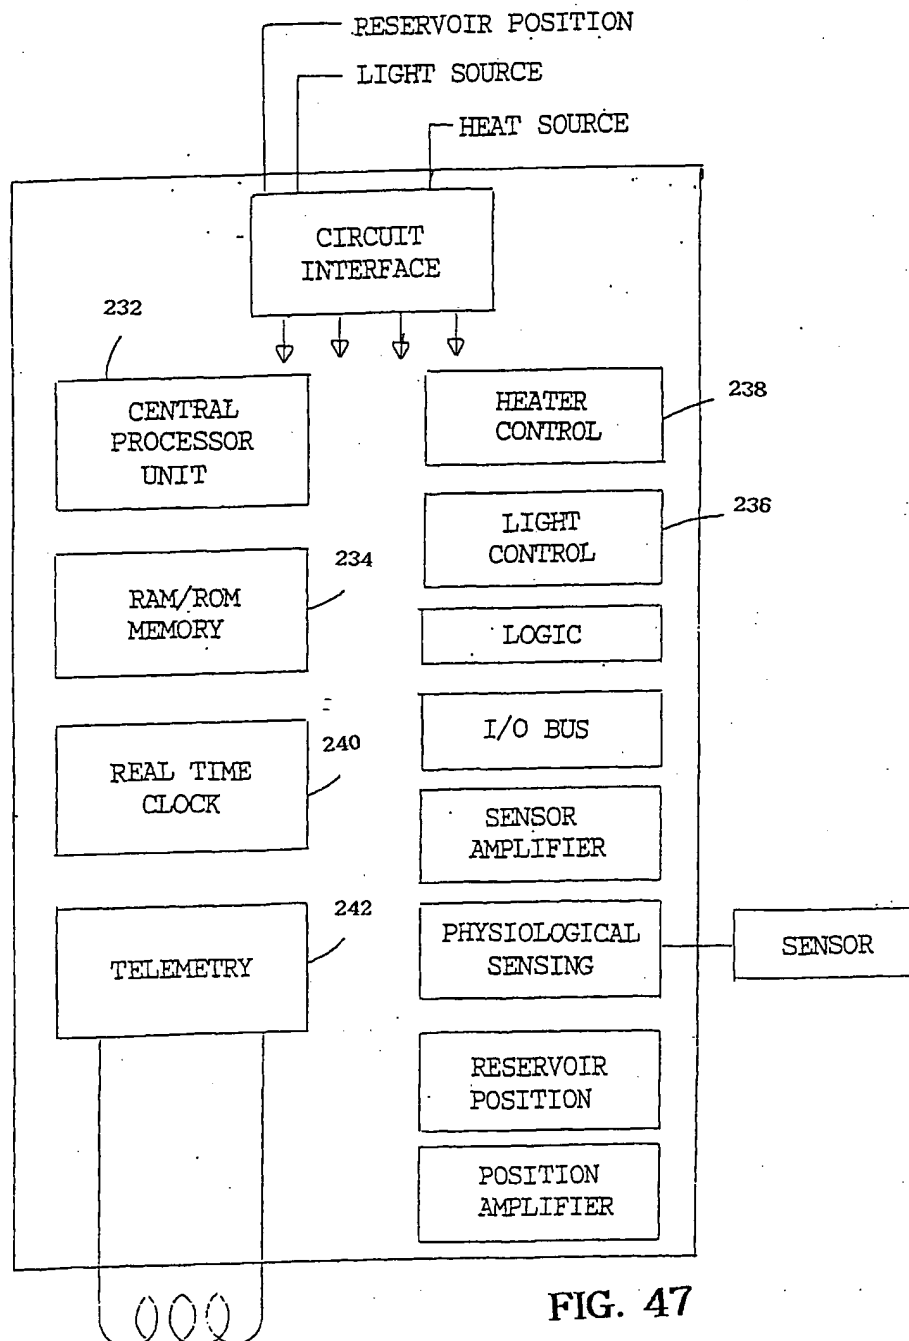 RESERVOIR POSITION
LIGHT SOURCE
HEAT SOURCE
CIRCUIT
INTERFACE
232
CENTRAL
PROCESSOR
UNIT
HEATER
CONTROL
238
LIGHT
CONTROL
236
234
RAM/ROM
MEMORY
LOGIC
I/O BUS
240
REAL TIME
CLOCK
SENSOR
AMPLIFIER
242
TELEMETRY
PHYSIOLOGICAL
SENSING
SENSOR
RESERVOIR
POSITION
POSITION
AMPLIFIER
FIG. 47